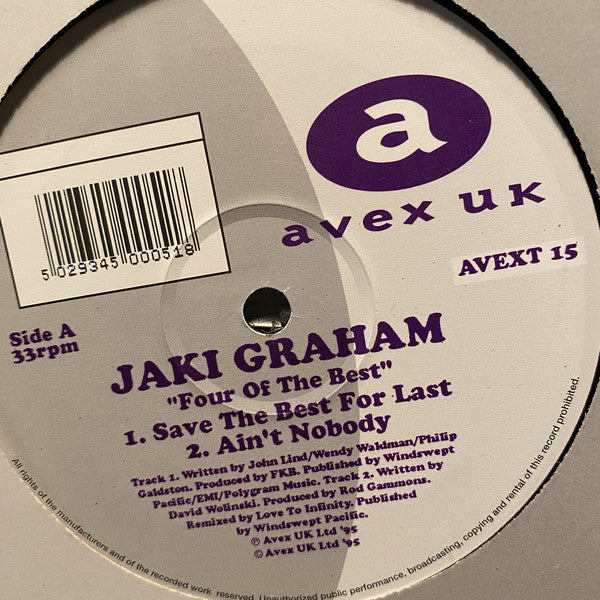 a
avex uk
AVEXT 15
5 029345 000518
Side A
33rpm
JAKI GRAHAM
"Four Of The Best"
1. Save The Best For Last
2. Ain't Nobody
Track 1. Written by John Lind/Wendy Waldman/Philip
Galdston. Produced by FKB. Published by Windswept
Pacific/EMI/Polygram Music. Track 2. Written by
David Wolinski. Produced by Rod Gammons.
Remixed by Love To Infinity. Published
by Windswept Pacific.
℗ Avex UK Ltd '95
© Avex UK Ltd '95
All rights of the manufacturers and of the recorded work reserved. Unauthorized public performance, broadcasting, copying and rental of this record prohibited.